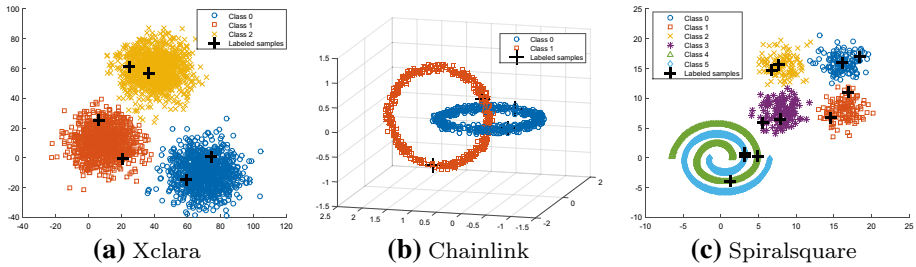 100
80
60
40
20
0
-20
-40
-40 -20 0 20 40 60 80 100 120
Class 0
Class 1
Class 2
Labeled samples
(a) Xclara
1.5
1
0.5
0
-0.5
-1
-1.5
2.5 2 1.5 1 0.5 0 -0.5 -1 -1.5
-2
0
2
Class 0
Class 1
Labeled samples
(b) Chainlink
25
20
15
10
5
0
-5
-10
-10 -5 0 5 10 15 20 25
Class 0
Class 1
Class 2
Class 3
Class 4
Class 5
Labeled samples
(c) Spiralsquare